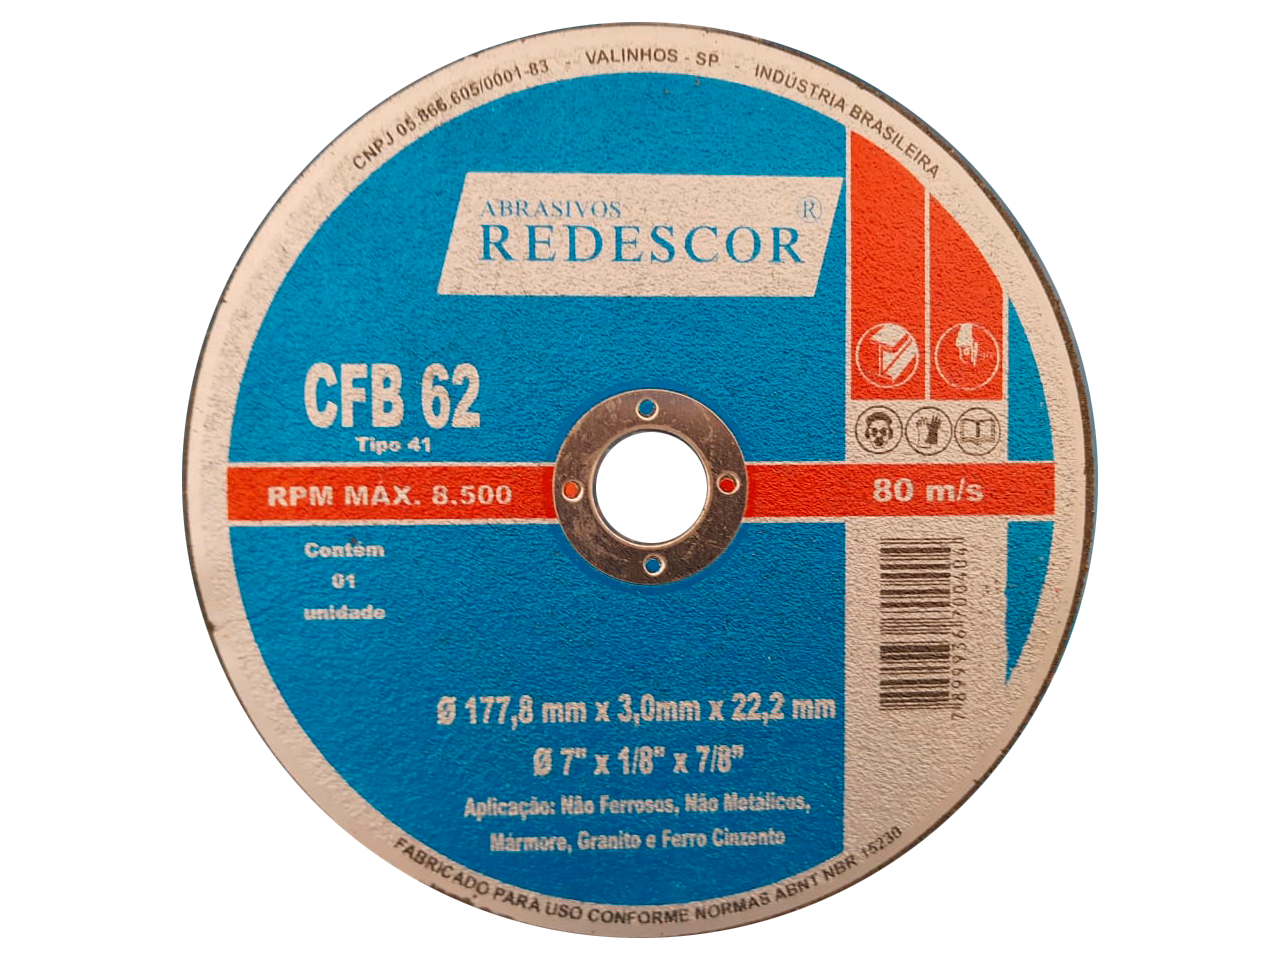 CNPJ 05.866.605/0001-83 - VALINHOS - SP - INDÚSTRIA BRASILEIRA
ABRASIVOS ®
REDESCOR
CFB 62
Tipo 41
RPM MÁX. 8.500
80 m/s
Contém
01
unidade
Ø 177,8 mm x 3,0mm x 22,2 mm
Ø 7" x 1/8" x 7/8"
Aplicação: Não Ferrosos, Não Metálicos,
Mármore, Granito e Ferro Cinzento
FABRICADO PARA USO CONFORME NORMAS ABNT NBR 15230